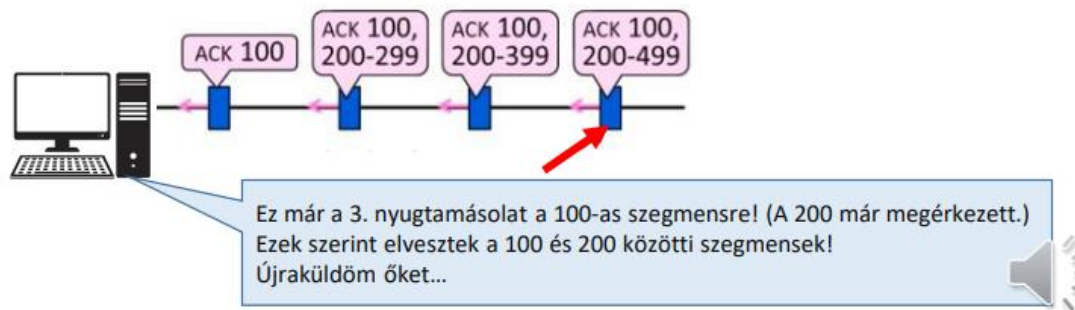 ACK 100
ACK 100,
200-299
ACK 100,
200-399
ACK 100,
200-499
Ez már a 3. nyugtamásolat a 100-as szegmensre! (A 200 már megérkezett.)
Ezek szerint elvesztek a 100 és 200 közötti szegmensek!
Újraküldöm őket...